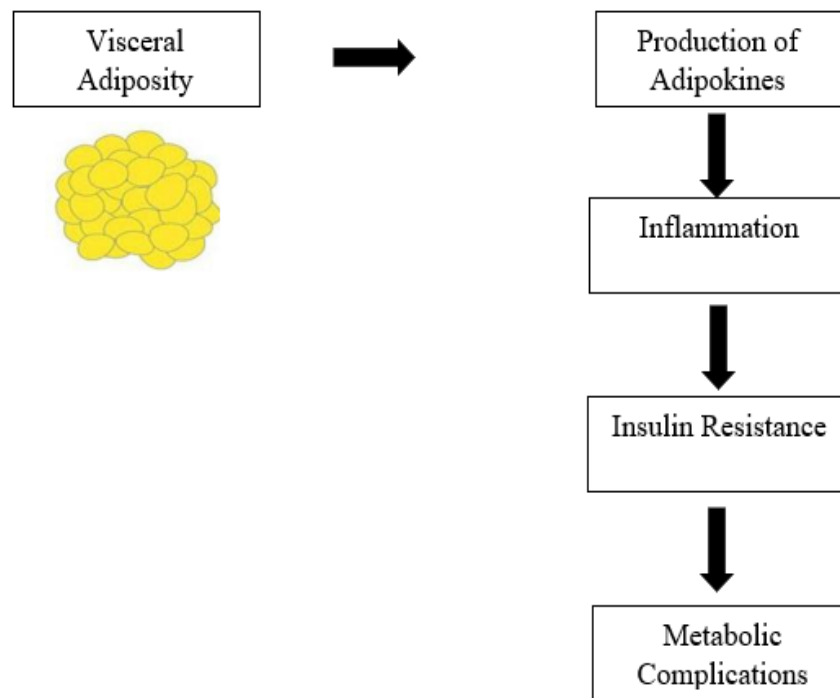 Visceral
Adiposity
Production of
Adipokines
Inflammation
Insulin Resistance
Metabolic
Complications